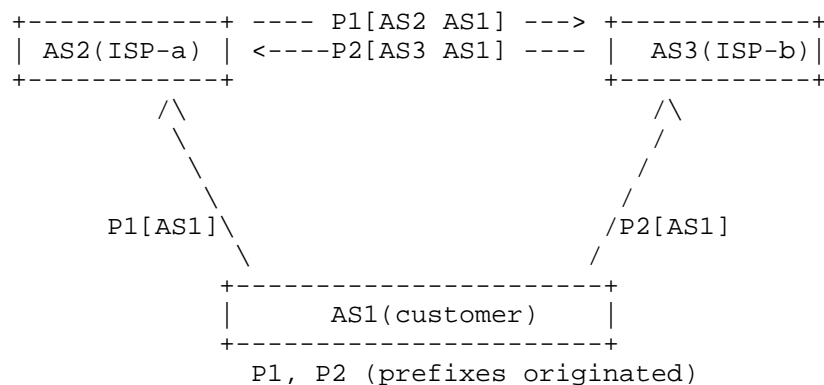 +------------+ ---- P1[AS2 AS1] ---> +------------+
| AS2(ISP-a) | <----P2[AS3 AS1] ---- | AS3(ISP-b)|
+------------+ +------------+
/\ /\
\ /
\ /
\ /
P1[AS1]\ /P2[AS1]
\ /
+-----------------------+
| AS1(customer) |
+-----------------------+
P1, P2 (prefixes originated)